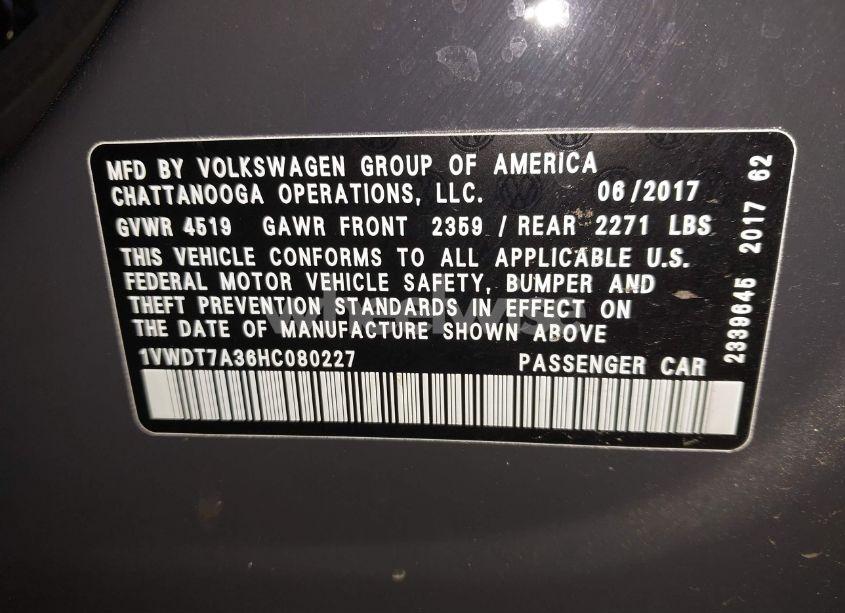 MFD BY VOLKSWAGEN GROUP OF AMERICA
CHATTANOOGA OPERATIONS, LLC. 06/2017
GVWR 4519 GAWR FRONT 2359 / REAR 2271 LBS
THIS VEHICLE CONFORMS TO ALL APPLICABLE U.S.
FEDERAL MOTOR VEHICLE SAFETY, BUMPER AND
THEFT PREVENTION STANDARDS IN EFFECT ON
THE DATE OF MANUFACTURE SHOWN ABOVE
1VWDT7A36HC080227 PASSENGER CAR
2339645 2017 62